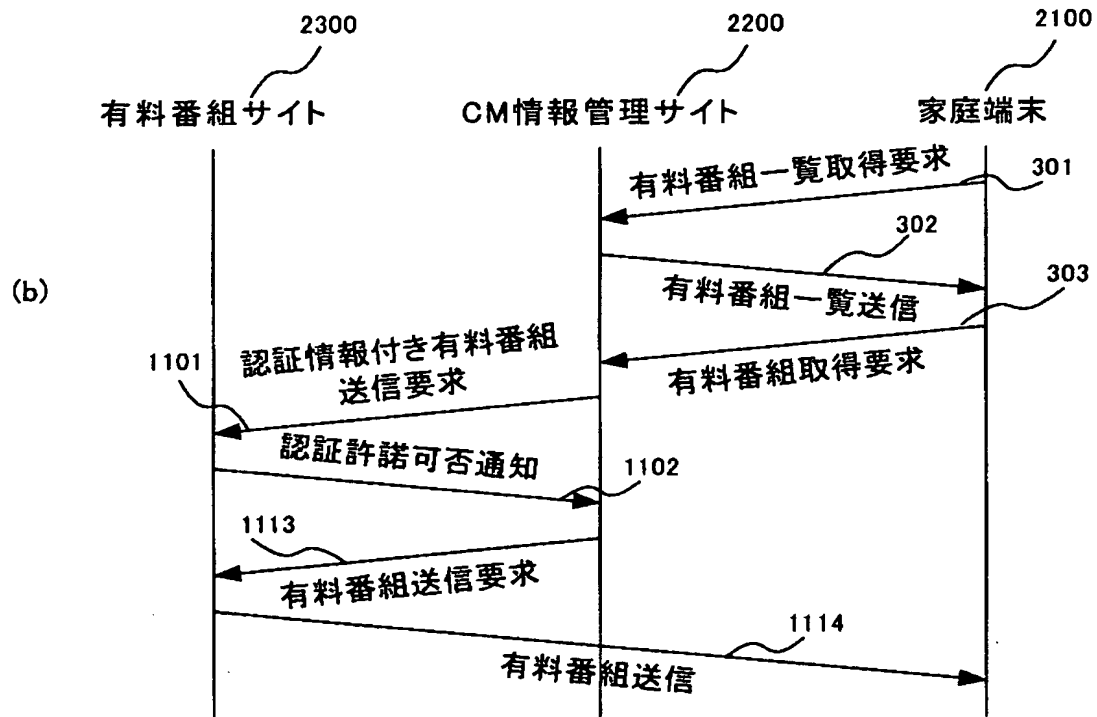 2300
2200
2100
有料番組サイト
CM情報管理サイト
家庭端末
有料番組一覧取得要求
301
302
(b)
有料番組一覧送信
303
1101
認証情報付き有料番組
送信要求
有料番組取得要求
認証許諾可否通知
1102
1113
有料番組送信要求
1114
有料番組送信